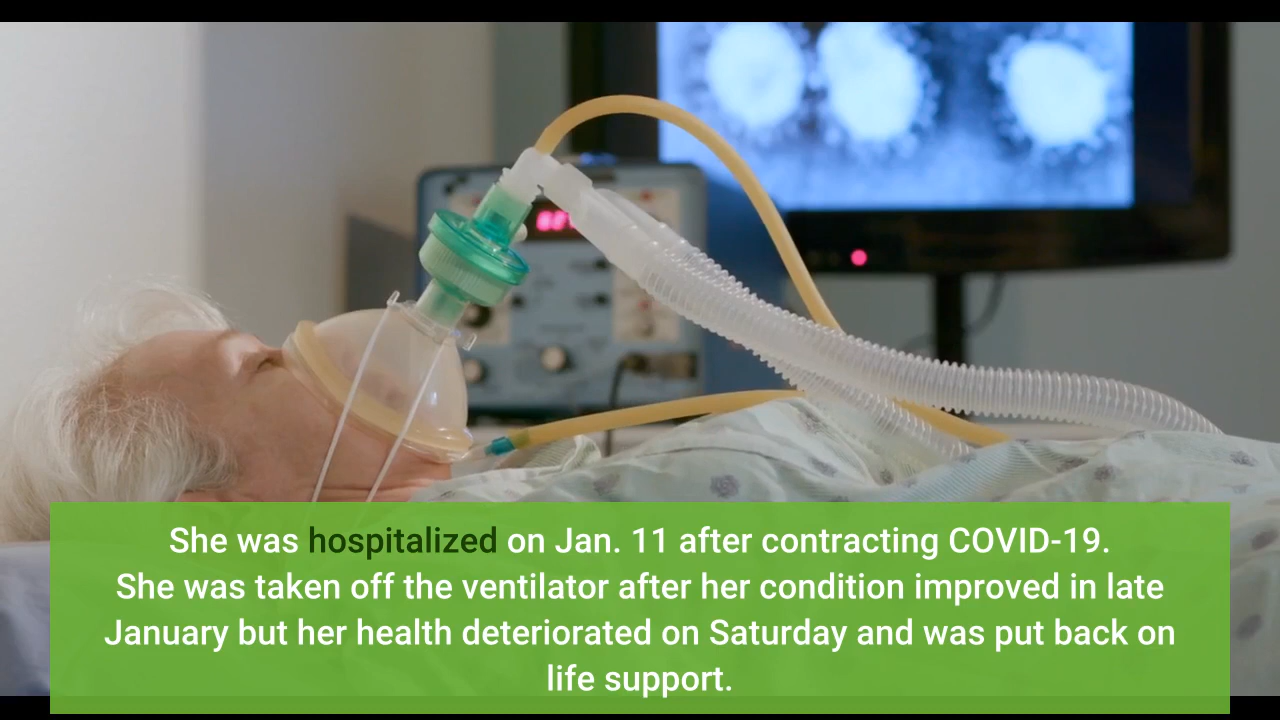 She was hospitalized on Jan. 11 after contracting COVID-19.
She was taken off the ventilator after her condition improved in late
January but her health deteriorated on Saturday and was put back on
life support.